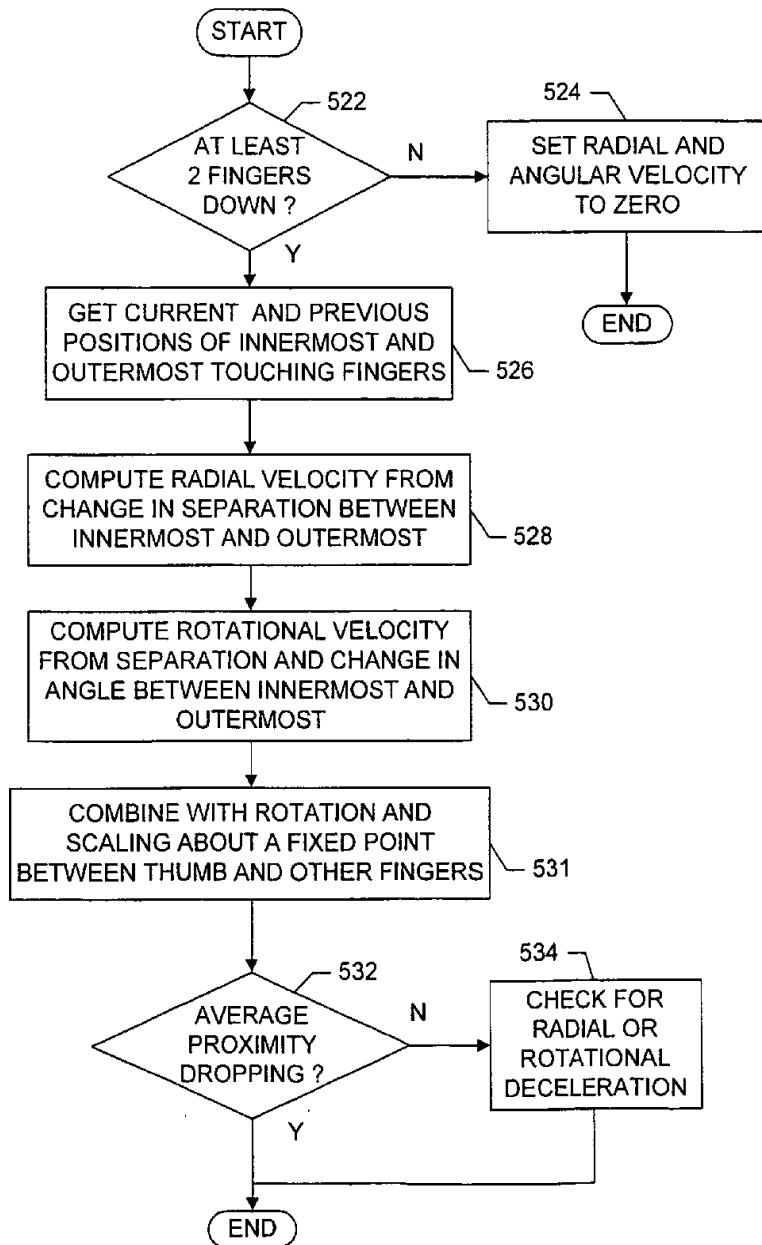 START
522
AT LEAST
2 FINGERS
DOWN ?
N
Y
524
SET RADIAL AND
ANGULAR VELOCITY
TO ZERO
END
GET CURRENT AND PREVIOUS
POSITIONS OF INNERMOST AND
OUTERMOST TOUCHING FINGERS
526
COMPUTE RADIAL VELOCITY FROM
CHANGE IN SEPARATION BETWEEN
INNERMOST AND OUTERMOST
528
COMPUTE ROTATIONAL VELOCITY
FROM SEPARATION AND CHANGE IN
ANGLE BETWEEN INNERMOST AND
OUTERMOST
530
COMBINE WITH ROTATION AND
SCALING ABOUT A FIXED POINT
BETWEEN THUMB AND OTHER FINGERS
531
532
AVERAGE
PROXIMITY
DROPPING ?
N
Y
534
CHECK FOR
RADIAL OR
ROTATIONAL
DECELERATION
END